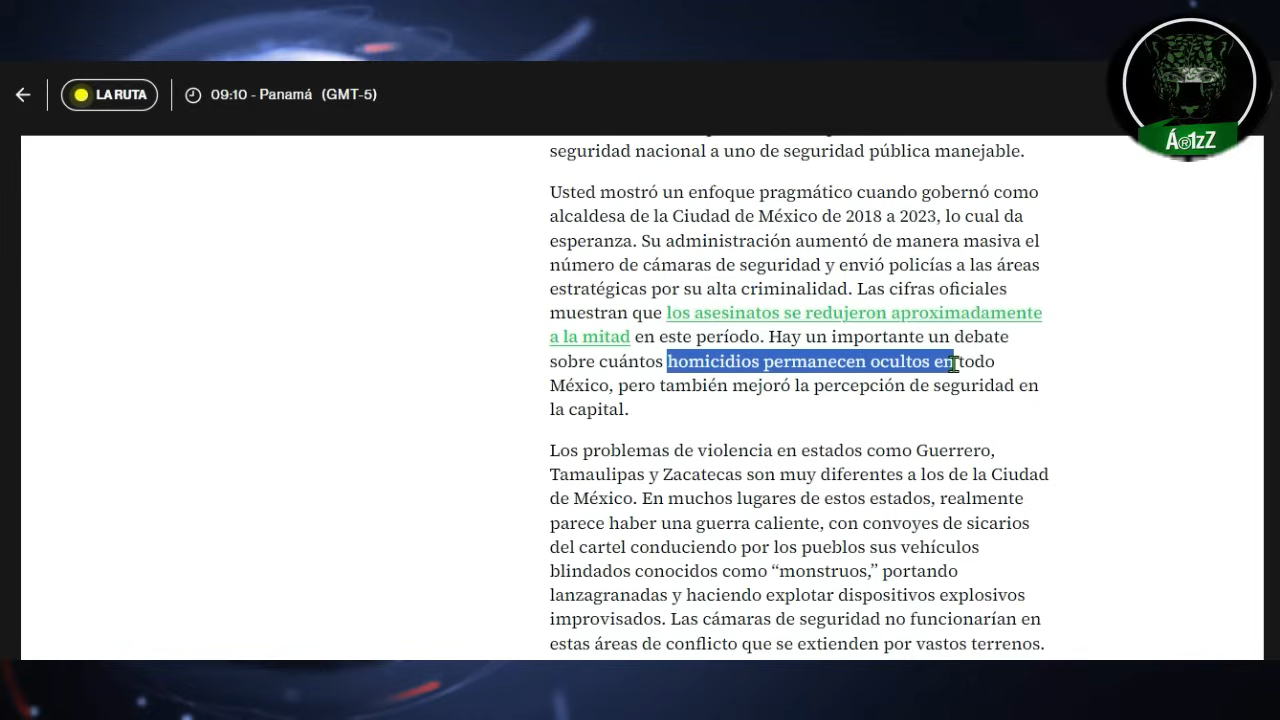 LA RUTA
09:10 - Panamá (GMT-5)
Á®1zZ
seguridad nacional a uno de seguridad pública manejable.
Usted mostró un enfoque pragmático cuando gobernó como
alcaldesa de la Ciudad de México de 2018 a 2023, lo cual da
esperanza. Su administración aumentó de manera masiva el
número de cámaras de seguridad y envió policías a las áreas
estratégicas por su alta criminalidad. Las cifras oficiales
muestran que los asesinatos se redujeron aproximadamente
a la mitad en este período. Hay un importante un debate
sobre cuántos homicidios permanecen ocultos en todo
México, pero también mejoró la percepción de seguridad en
la capital.
Los problemas de violencia en estados como Guerrero,
Tamaulipas y Zacatecas son muy diferentes a los de la Ciudad
de México. En muchos lugares de estos estados, realmente
parece haber una guerra caliente, con convoyes de sicarios
del cartel conduciendo por los pueblos sus vehículos
blindados conocidos como “monstruos,” portando
lanzagranadas y haciendo explotar dispositivos explosivos
improvisados. Las cámaras de seguridad no funcionarían en
estas áreas de conflicto que se extienden por vastos terrenos.